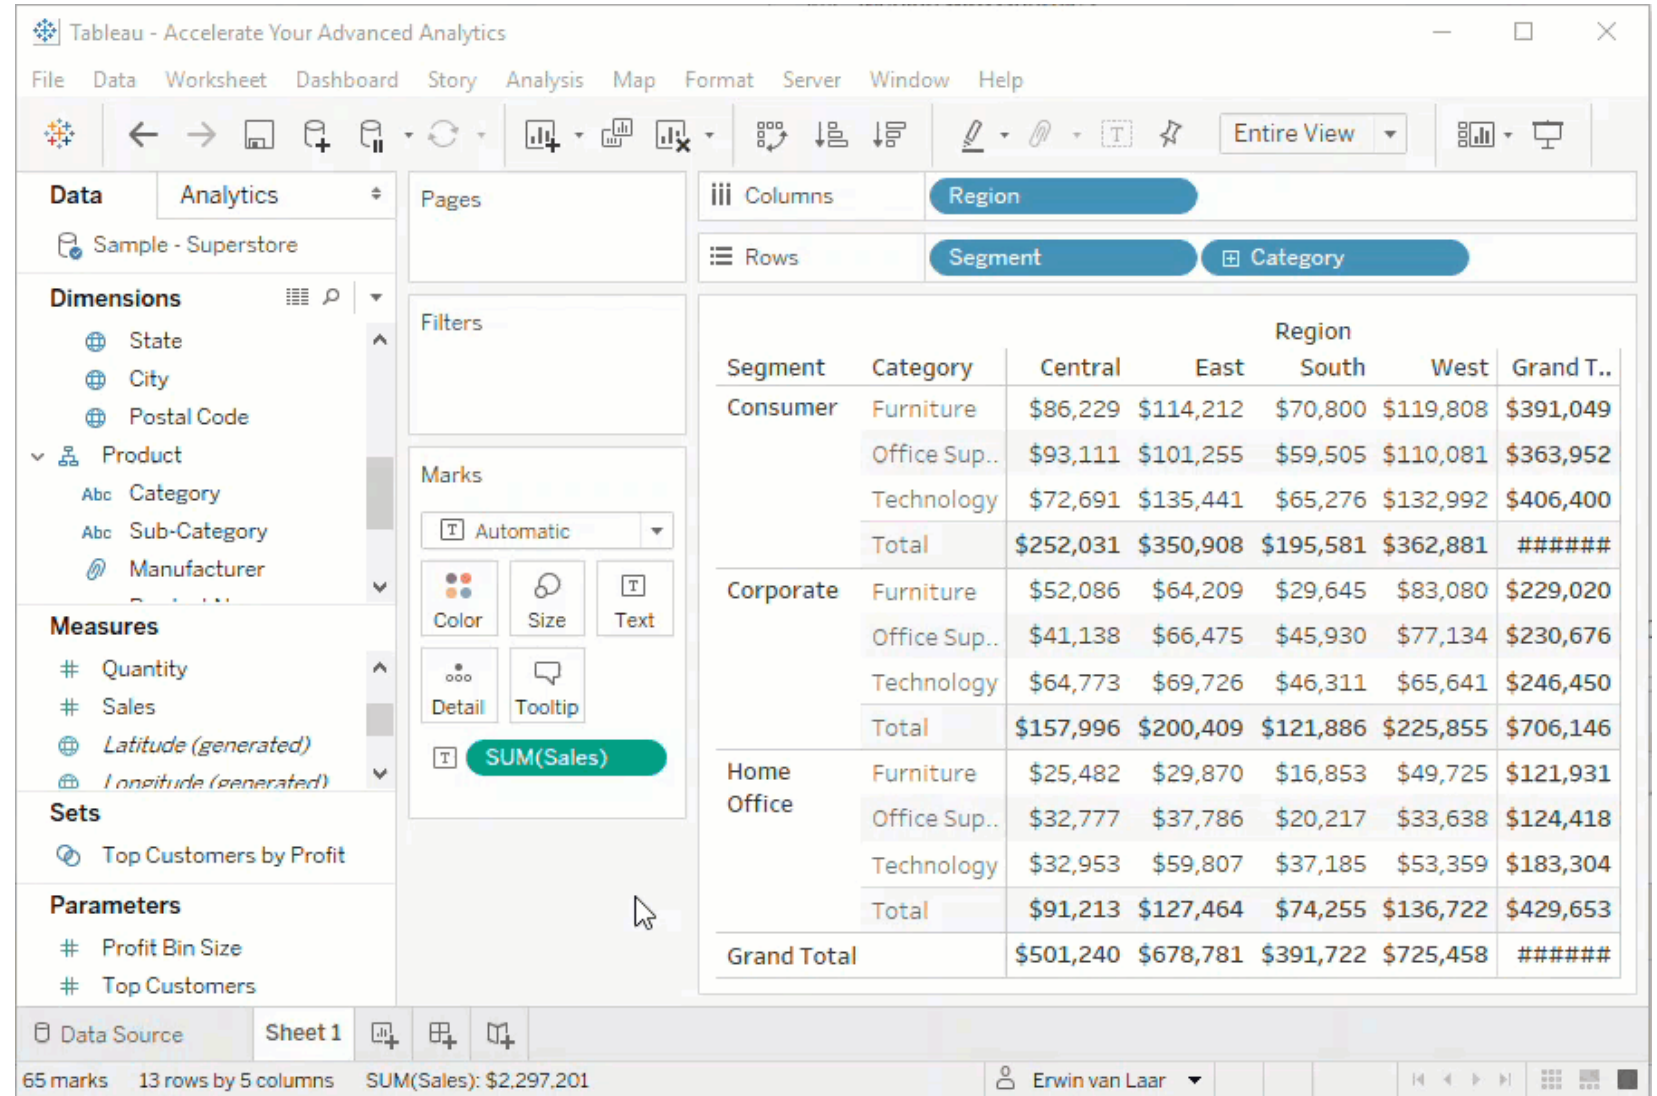 Tableau - Accelerate Your Advanced Analytics
File Data Worksheet Dashboard Story Analysis Map Format Server Window Help
Entire View
Data Analytics
Sample - Superstore
Dimensions
State
City
Postal Code
Product
Abc Category
Abc Sub-Category
Manufacturer
Measures
# Quantity
# Sales
Latitude (generated)
Longitude (generated)
Sets
Top Customers by Profit
Parameters
# Profit Bin Size
# Top Customers
Pages
Filters
Marks
T Automatic
Color Size Text
Detail Tooltip
T SUM(Sales)
Columns Region
Rows Segment Category
Region
Segment Category Central East South West Grand T..
Consumer Furniture $86,229 $114,212 $70,800 $119,808 $391,049
Office Sup.. $93,111 $101,255 $59,505 $110,081 $363,952
Technology $72,691 $135,441 $65,276 $132,992 $406,400
Total $252,031 $350,908 $195,581 $362,881 ######
Corporate Furniture $52,086 $64,209 $29,645 $83,080 $229,020
Office Sup.. $41,138 $66,475 $45,930 $77,134 $230,676
Technology $64,773 $69,726 $46,311 $65,641 $246,450
Total $157,996 $200,409 $121,886 $225,855 $706,146
Home Office Furniture $25,482 $29,870 $16,853 $49,725 $121,931
Office Sup.. $32,777 $37,786 $20,217 $33,638 $124,418
Technology $32,953 $59,807 $37,185 $53,359 $183,304
Total $91,213 $127,464 $74,255 $136,722 $429,653
Grand Total $501,240 $678,781 $391,722 $725,458 ######
Data Source Sheet 1
65 marks 13 rows by 5 columns SUM(Sales): $2,297,201 Erwin van Laar